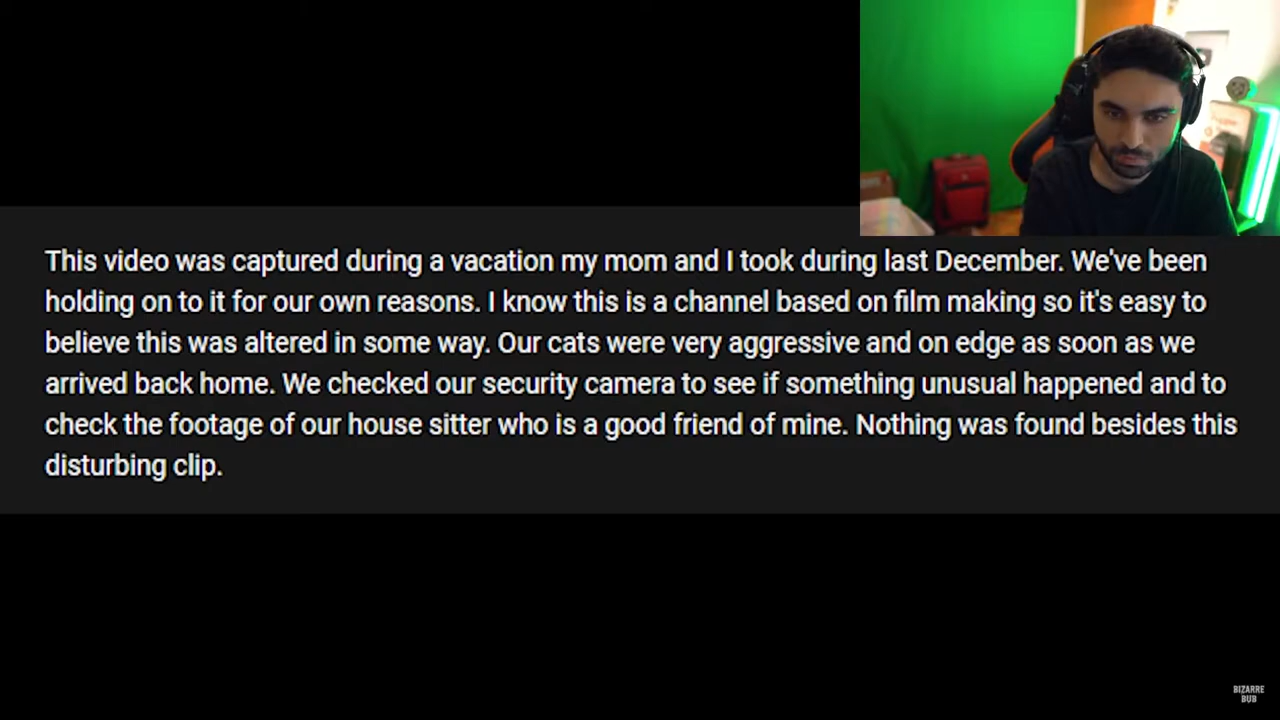 This video was captured during a vacation my mom and I took during last December. We've been
holding on to it for our own reasons. I know this is a channel based on film making so it's easy to
believe this was altered in some way. Our cats were very aggressive and on edge as soon as we
arrived back home. We checked our security camera to see if something unusual happened and to
check the footage of our house sitter who is a good friend of mine. Nothing was found besides this
disturbing clip.
BIZARRE
BUB